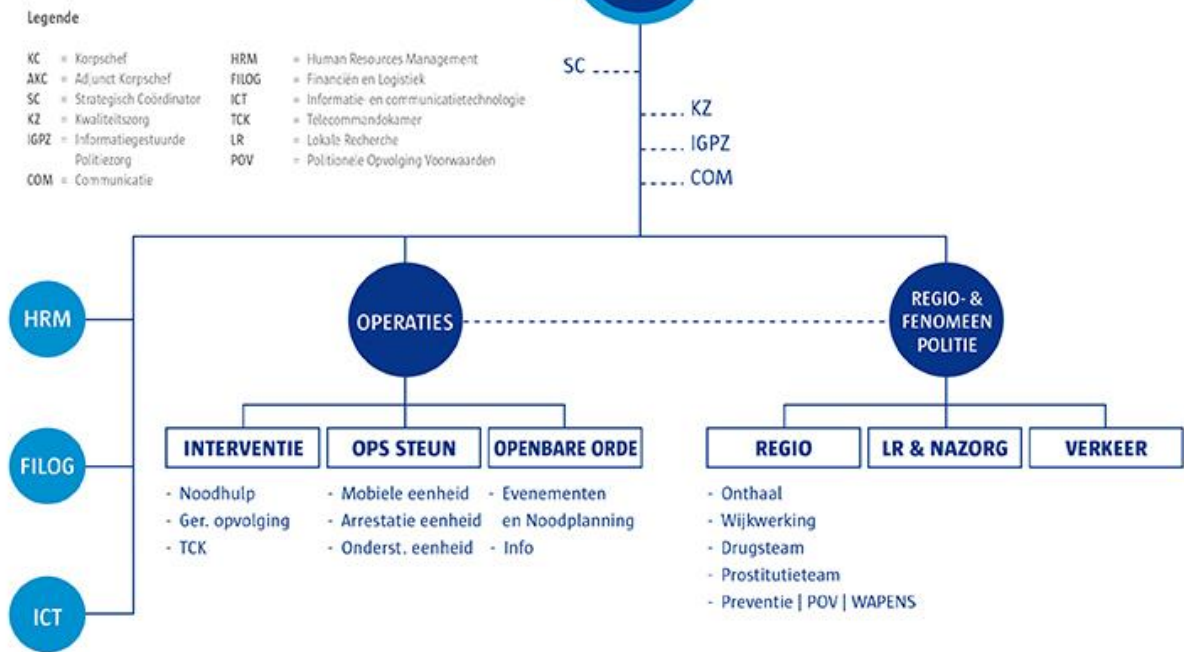 Legende
KC = Korpschef
AKC = Adjunct Korpschef
SC = Strategisch Coördinator
KZ = Kwaliteitszorg
IGPZ = Informatiegestuurde
Politiezorg
COM = Communicatie
HRM = Human Resources Management
FILOG = Financiën en Logistiek
ICT = Informatie- en communicatietechnologie
TCK = Telecommandokamer
LR = Lokale Recherche
POV = Politionele Opvolging Voorwaarden
SC
KZ
IGPZ
COM
HRM
FILOG
ICT
OPERATIES
REGIO- &
FENOMEEN
POLITIE
INTERVENTIE
- Noodhulp
- Ger. opvolging
- TCK
OPS STEUN
- Mobiele eenheid
- Arrestatie eenheid
- Onderst. eenheid
OPENBARE ORDE
- Evenementen
en Noodplanning
- Info
REGIO
- Onthaal
- Wijkwerking
- Drugsteam
- Prostitutieteam
- Preventie | POV | WAPENS
LR & NAZORG
VERKEER